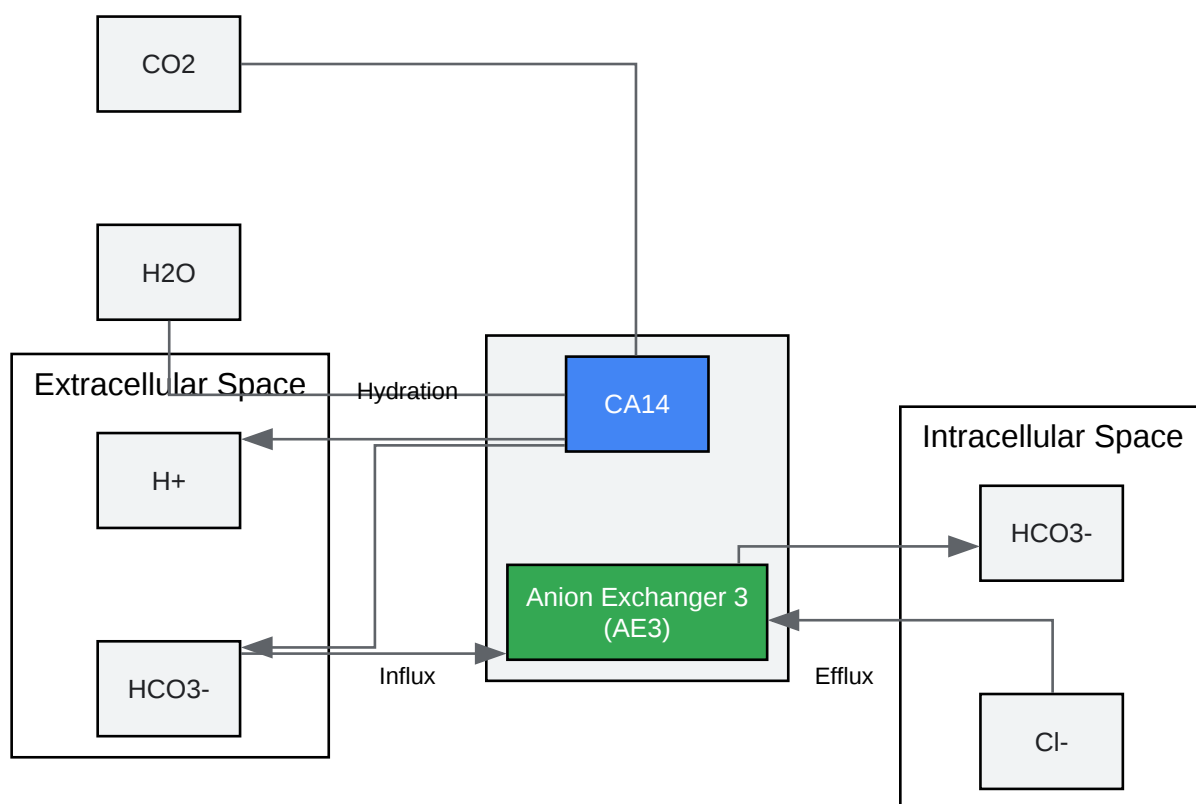 CO2
H2O
Extracellular Space
Hydration
CA14
Intracellular Space
H+
HCO3-
Anion Exchanger 3
(AE3)
HCO3-
Influx
Efflux
Cl-